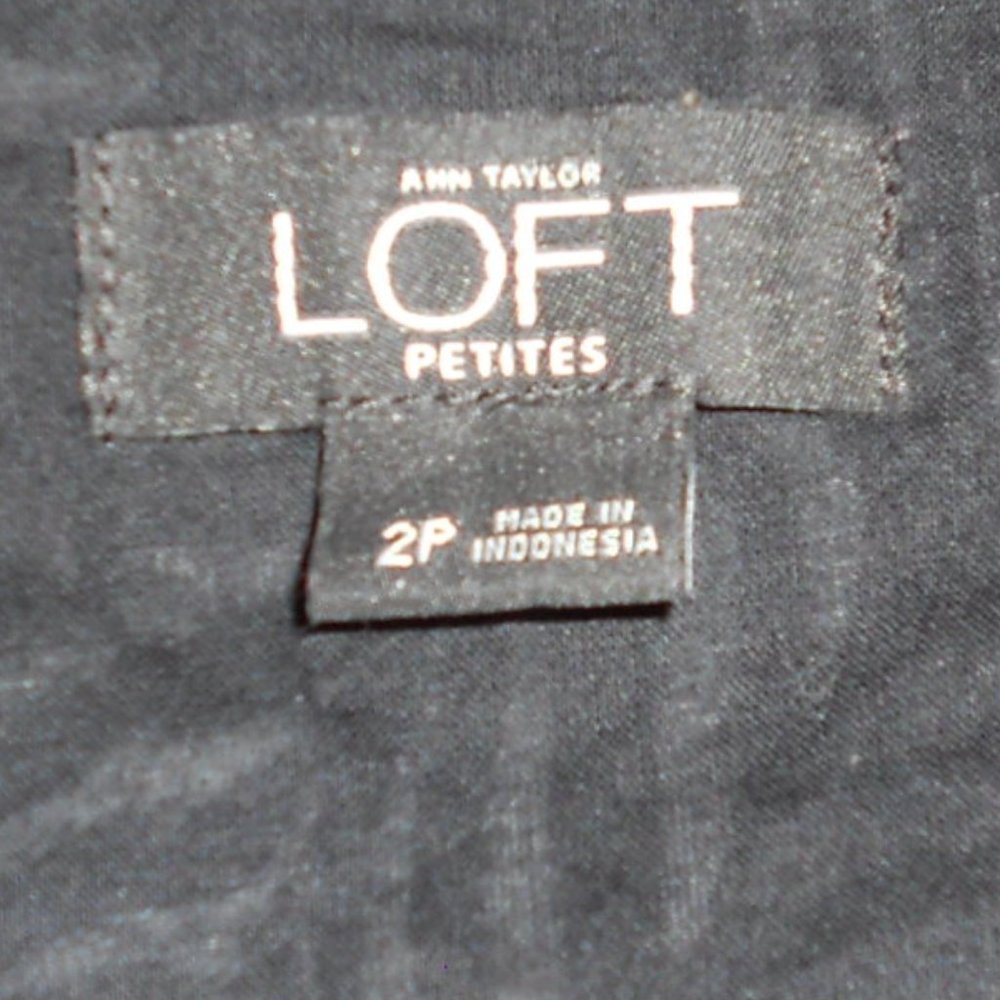 ANN TAYLOR
LOFT
PETITES
2P MADE IN
INDONESIA